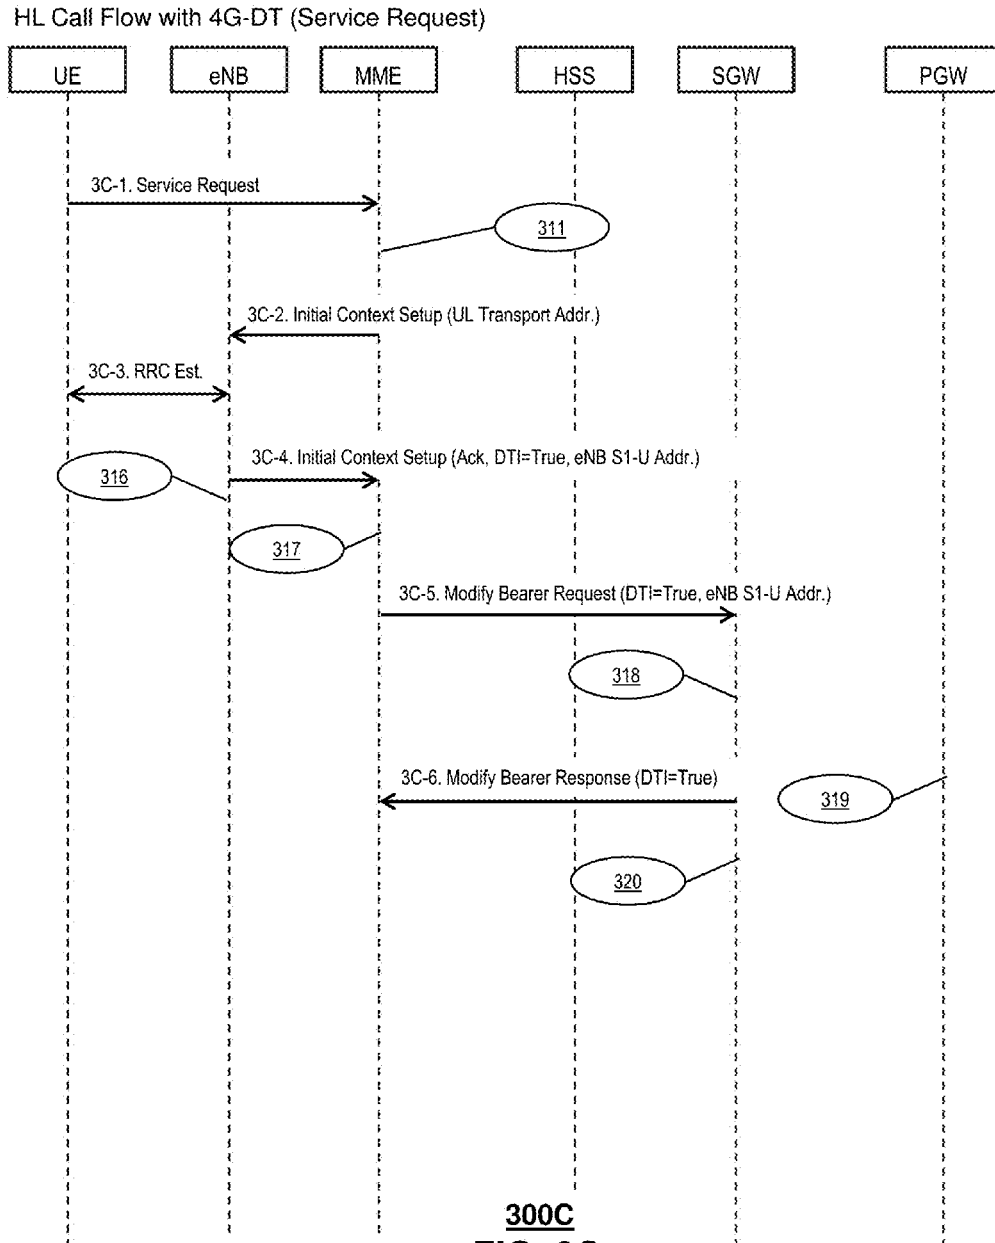 HL Call Flow with 4G-DT (Service Request)
UE eNB MME HSS SGW PGW
3C-1. Service Request
311
3C-2. Initial Context Setup (UL Transport Addr.)
3C-3. RRC Est.
3C-4. Initial Context Setup (Ack, DTI=True, eNB S1-U Addr.)
316
317
3C-5. Modify Bearer Request (DTI=True, eNB S1-U Addr.)
318
3C-6. Modify Bearer Response (DTI=True)
319
320
300C